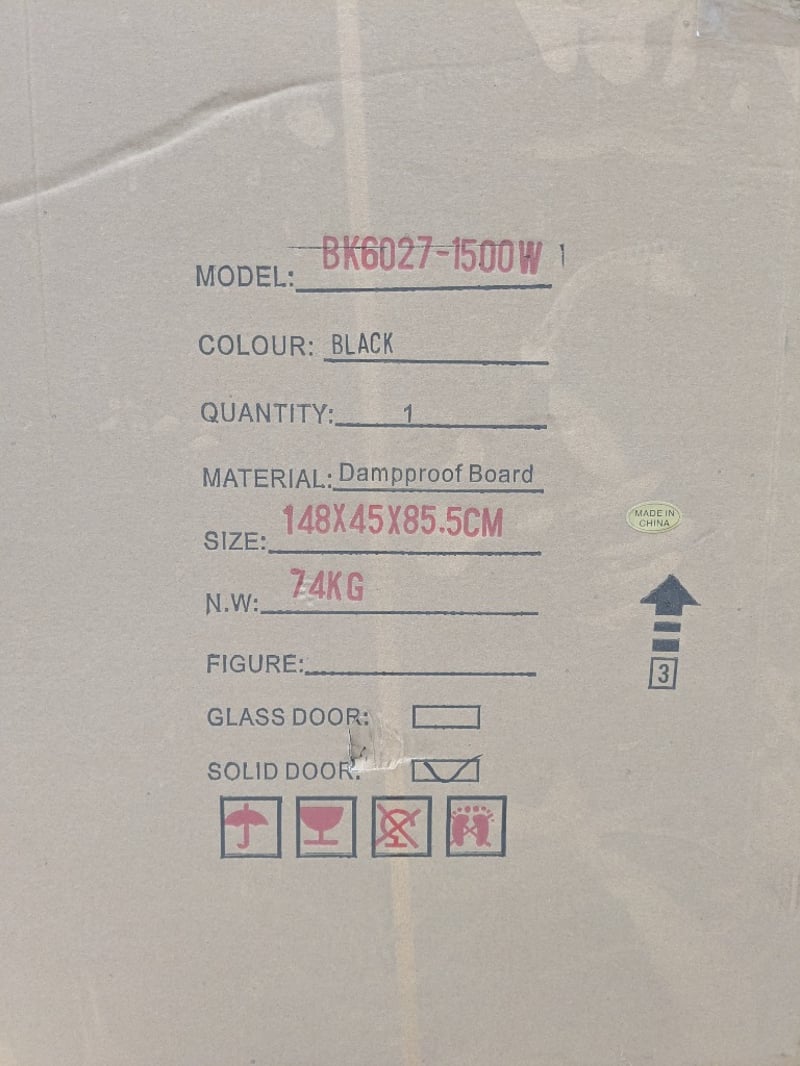 MODEL: BK6027-1500W
COLOUR: BLACK
QUANTITY: 1
MATERIAL: Dampproof Board
SIZE: 148X45X85.5CM
N.W: 74KG
FIGURE:
GLASS DOOR:
SOLID DOOR:
MADE IN
CHINA
3